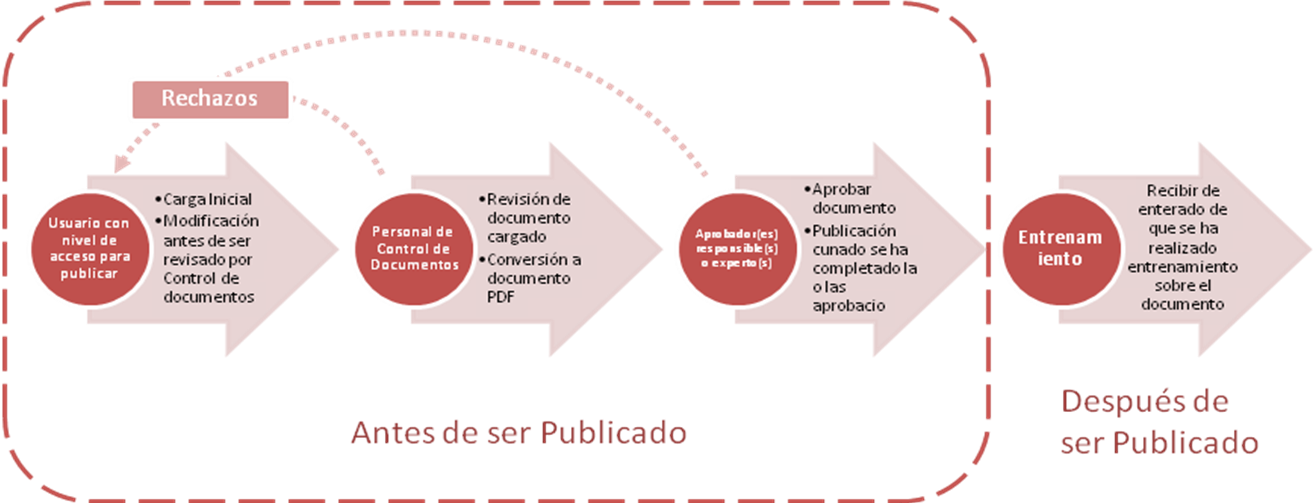 Rechazos
Usuario con
nivel de
acceso para
publicar
•Carga Inicial
•Modificación
antes de ser
revisado por
Control de
documentos
Personal de
Control de
Documentos
•Revisión de
documento
cargado
•Conversión a
documento
PDF
Aprobador(es)
responsible(s)
o experto(s)
•Aprobar
documento
•Publicación
cunado se ha
completado la
o las
aprobacio
Entrenam
iento
Recibir de
enterado de
que se ha
realizado
entrenamiento
sobre el
documento
Antes de ser Publicado
Después de
ser Publicado